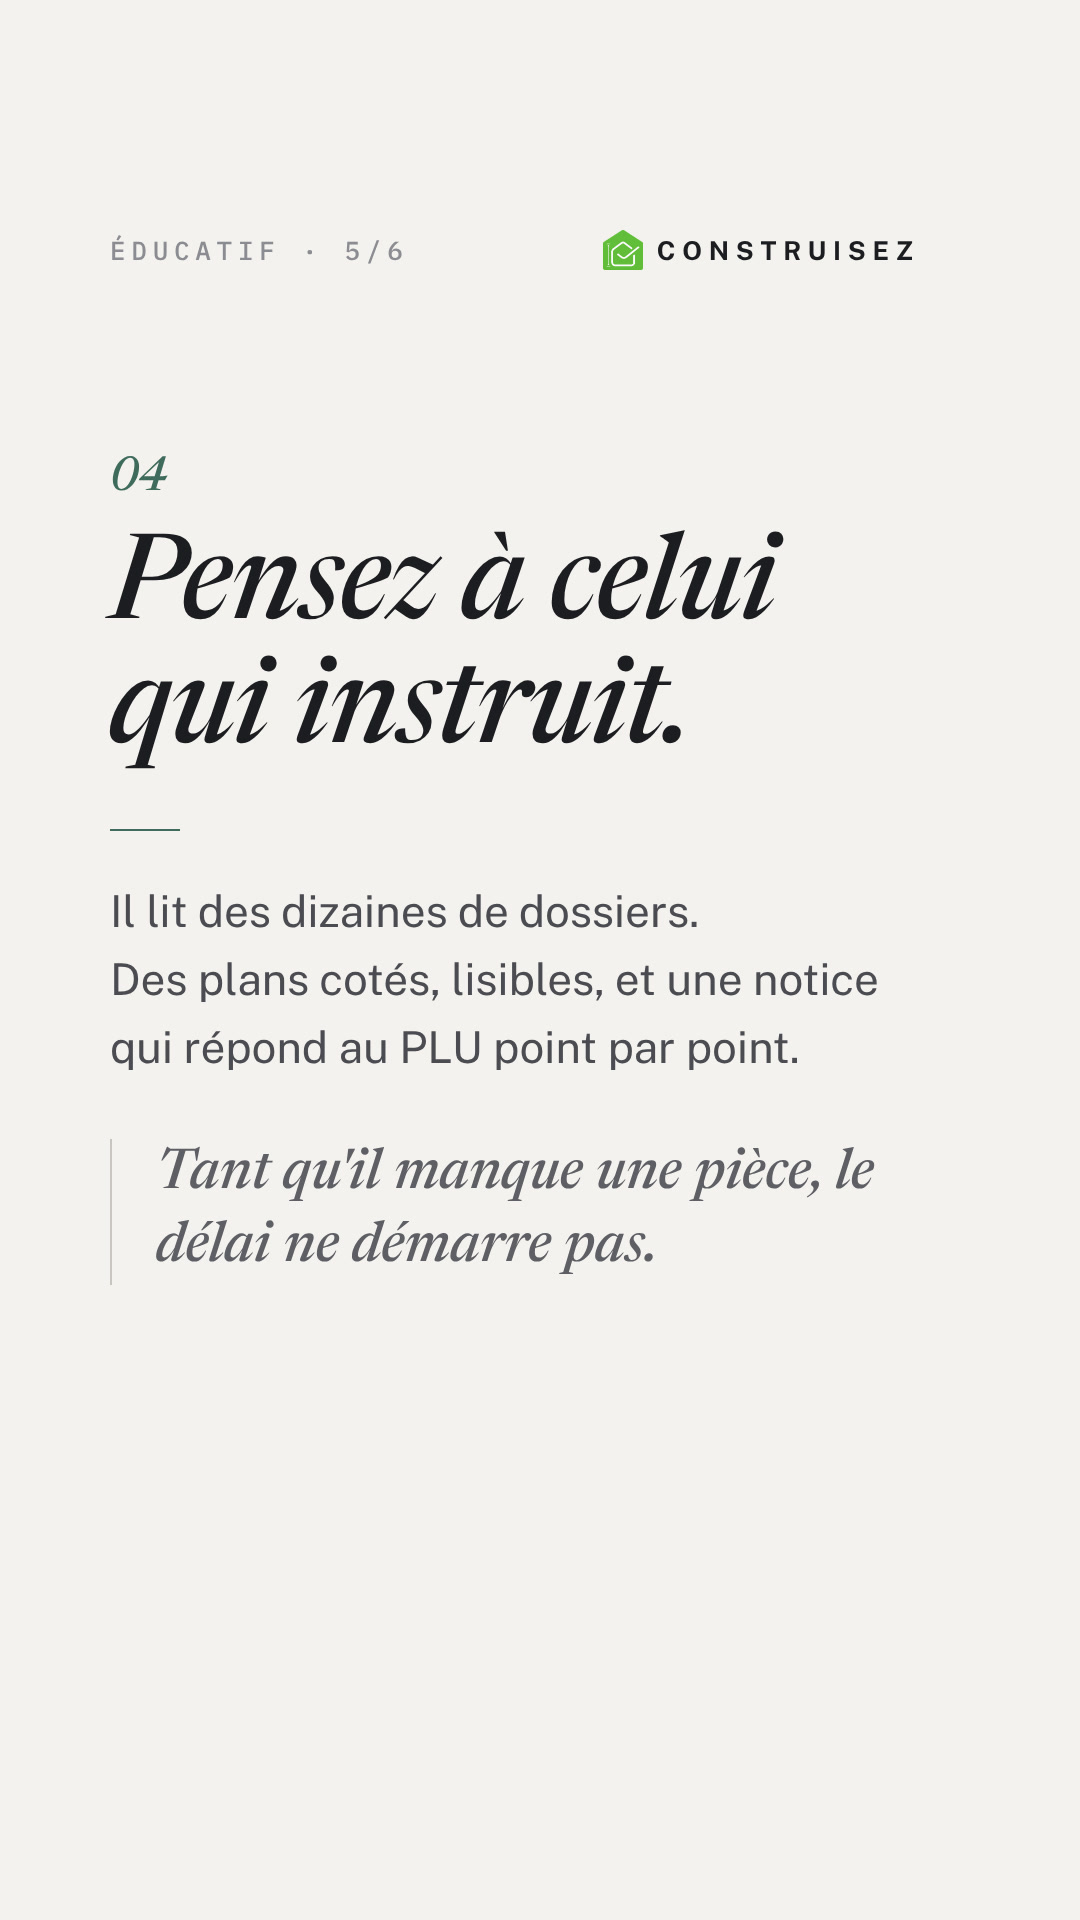 ÉDUCATIF · 5/6
CONSTRUISEZ
04
Pensez à celui
qui instruit.
Il lit des dizaines de dossiers.
Des plans cotés, lisibles, et une notice
qui répond au PLU point par point.
Tant qu'il manque une pièce, le
délai ne démarre pas.